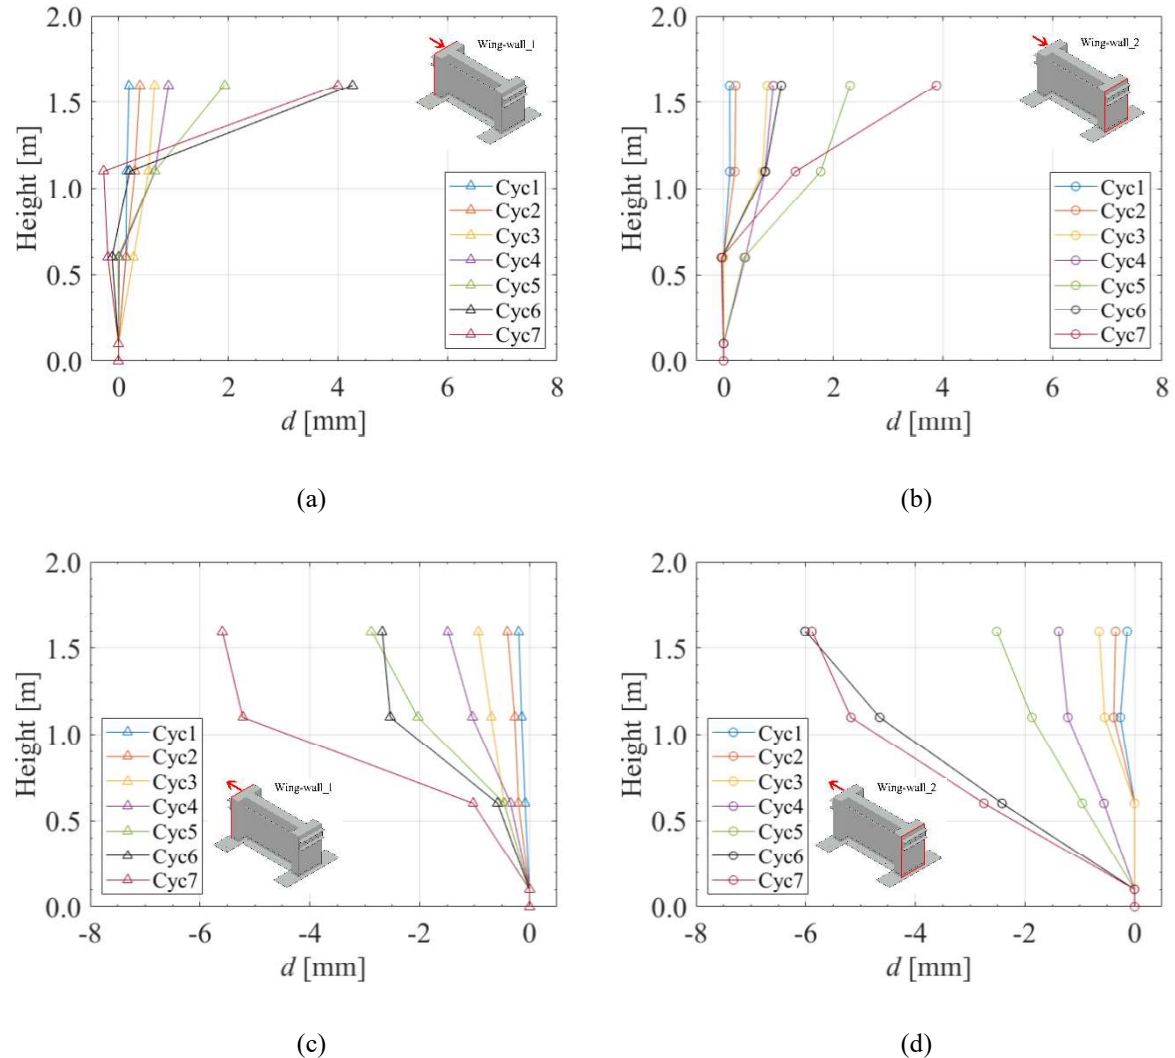 2.0
1.5
1.0
0.5
0.0
Height [m]
Wing-wall_1
Cyc1
Cyc2
Cyc3
Cyc4
Cyc5
Cyc6
Cyc7
0 2 4 6 8
d [mm]
(a)
2.0
1.5
1.0
0.5
0.0
Height [m]
Wing-wall_2
Cyc1
Cyc2
Cyc3
Cyc4
Cyc5
Cyc6
Cyc7
0 2 4 6 8
d [mm]
(b)
2.0
1.5
1.0
0.5
0.0
Height [m]
Cyc1
Cyc2
Cyc3
Cyc4
Cyc5
Cyc6
Cyc7
Wing-wall_1
-8 -6 -4 -2 0
d [mm]
(c)
2.0
1.5
1.0
0.5
0.0
Height [m]
Cyc1
Cyc2
Cyc3
Cyc4
Cyc5
Cyc6
Cyc7
Wing-wall_2
-8 -6 -4 -2 0
d [mm]
(d)